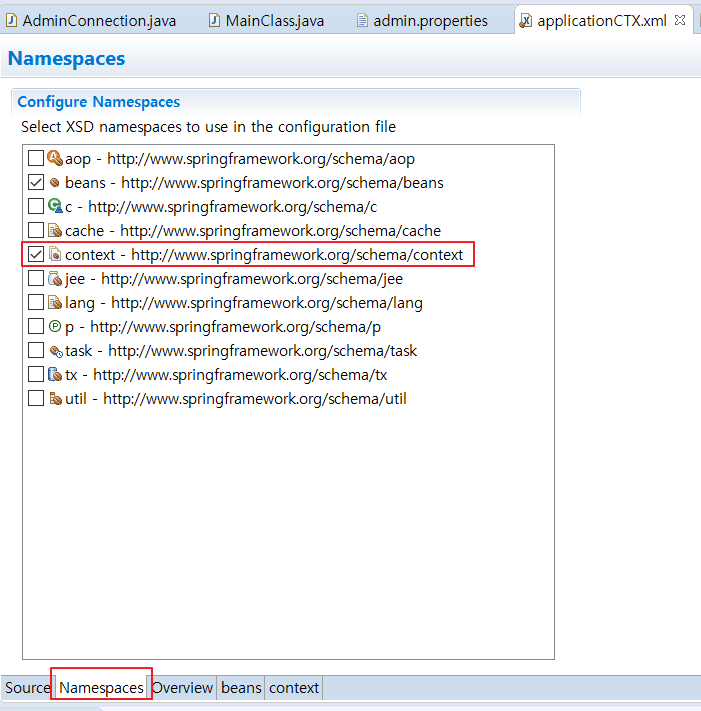 AdminConnection.java MainClass.java admin.properties applicationCTX.xml
Namespaces
Configure Namespaces
Select XSD namespaces to use in the configuration file
aop - http://www.springframework.org/schema/aop
beans - http://www.springframework.org/schema/beans
c - http://www.springframework.org/schema/c
cache - http://www.springframework.org/schema/cache
context - http://www.springframework.org/schema/context
jee - http://www.springframework.org/schema/jee
lang - http://www.springframework.org/schema/lang
p - http://www.springframework.org/schema/p
task - http://www.springframework.org/schema/task
tx - http://www.springframework.org/schema/tx
util - http://www.springframework.org/schema/util
Source Namespaces Overview beans context